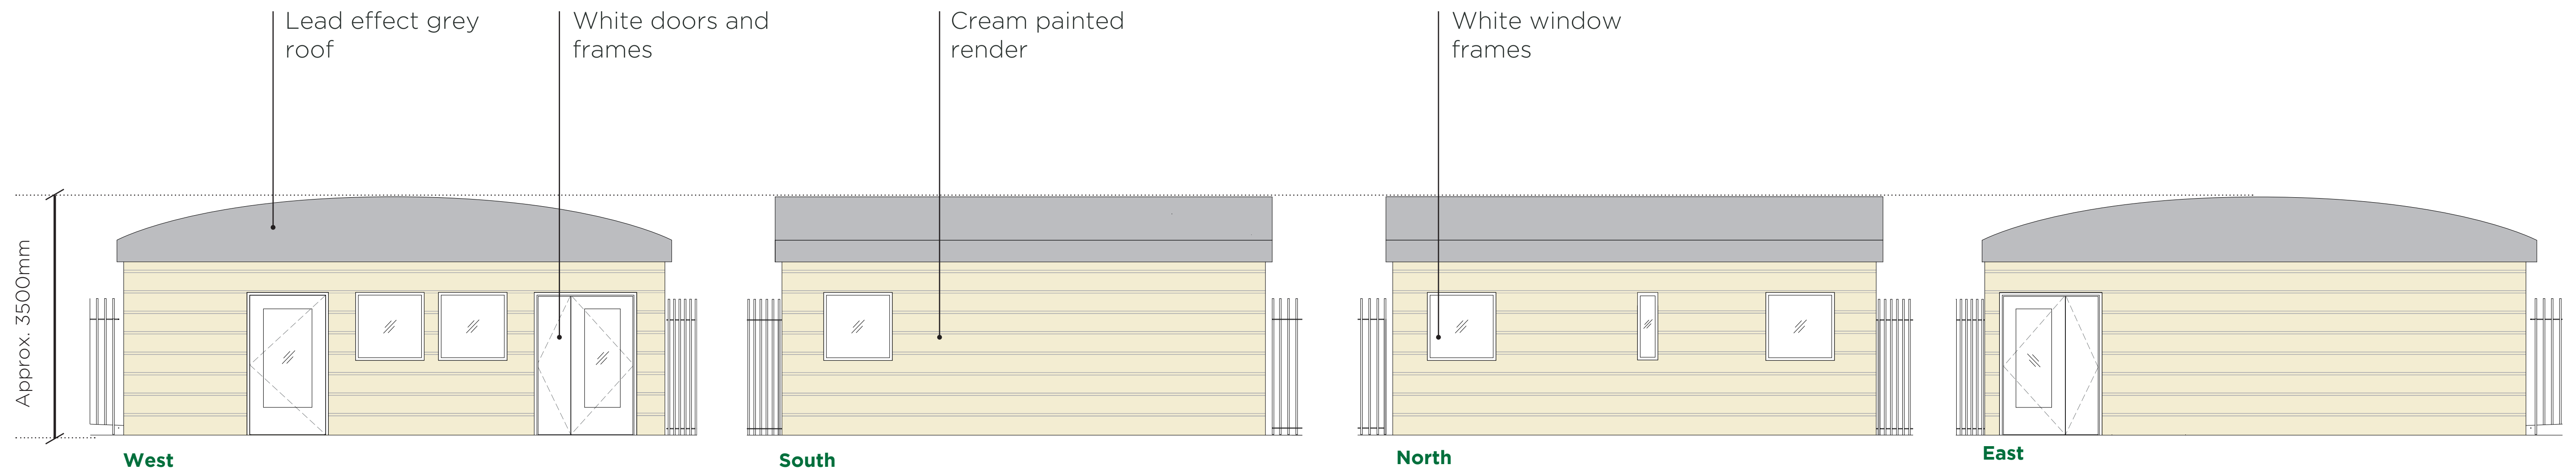 Lead effect grey
roof
White doors and
frames
Cream painted
render
White window
frames
Approx. 3500mm
West
South
North
East